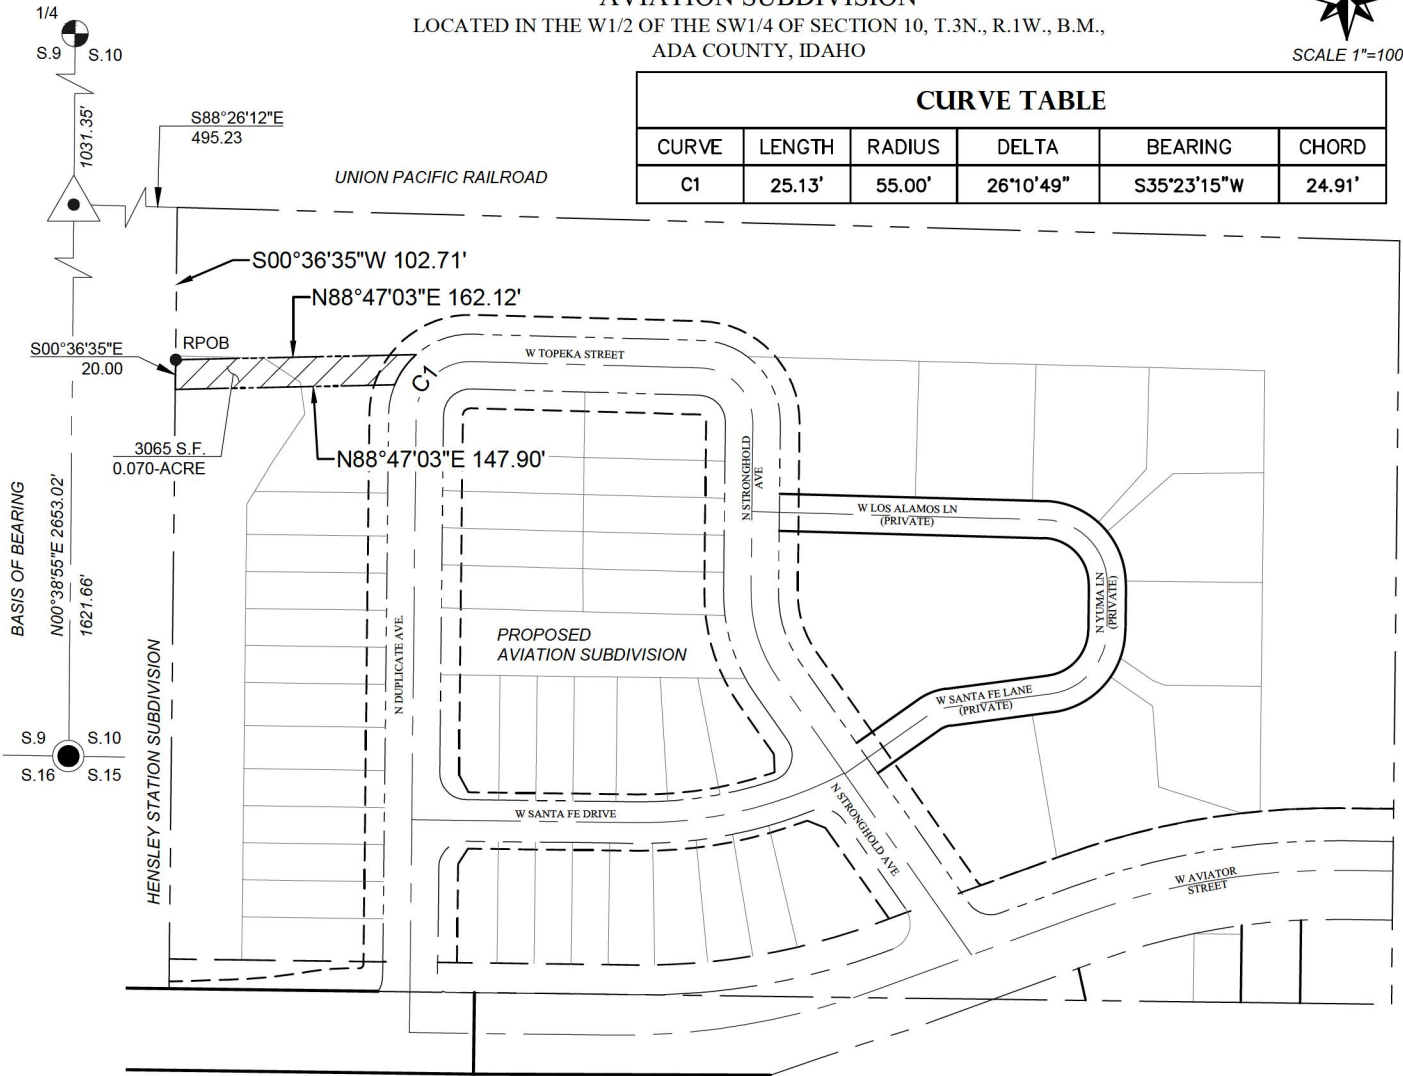 AVIATION SUBDIVISION
LOCATED IN THE W1/2 OF THE SW1/4 OF SECTION 10, T.3N., R.1W., B.M.,
ADA COUNTY, IDAHO
SCALE 1"=100
1/4
S.9 S.10
1031.35'
S88°26'12"E
495.23
UNION PACIFIC RAILROAD
CURVE TABLE
CURVE LENGTH RADIUS DELTA BEARING CHORD
C1 25.13' 55.00' 26°10'49" S35°23'15"W 24.91'
S00°36'35"W 102.71'
N88°47'03"E 162.12'
RPOB
S00°36'35"E
20.00
C1
W TOPEKA STREET
3065 S.F.
0.070-ACRE
N88°47'03"E 147.90'
N STRONGHOLD
AVE
W LOS ALAMOS LN
(PRIVATE)
N YUMA LN
(PRIVATE)
BASIS OF BEARING
N00°38'55"E 2653.02'
1621.66'
N DUPLICATE AVE.
PROPOSED
AVIATION SUBDIVISION
W SANTA FE LANE
(PRIVATE)
HENSLEY STATION SUBDIVISION
S.9 S.10
S.16 S.15
W SANTA FE DRIVE
N STRONGHOLD AVE
W AVIATOR
STREET